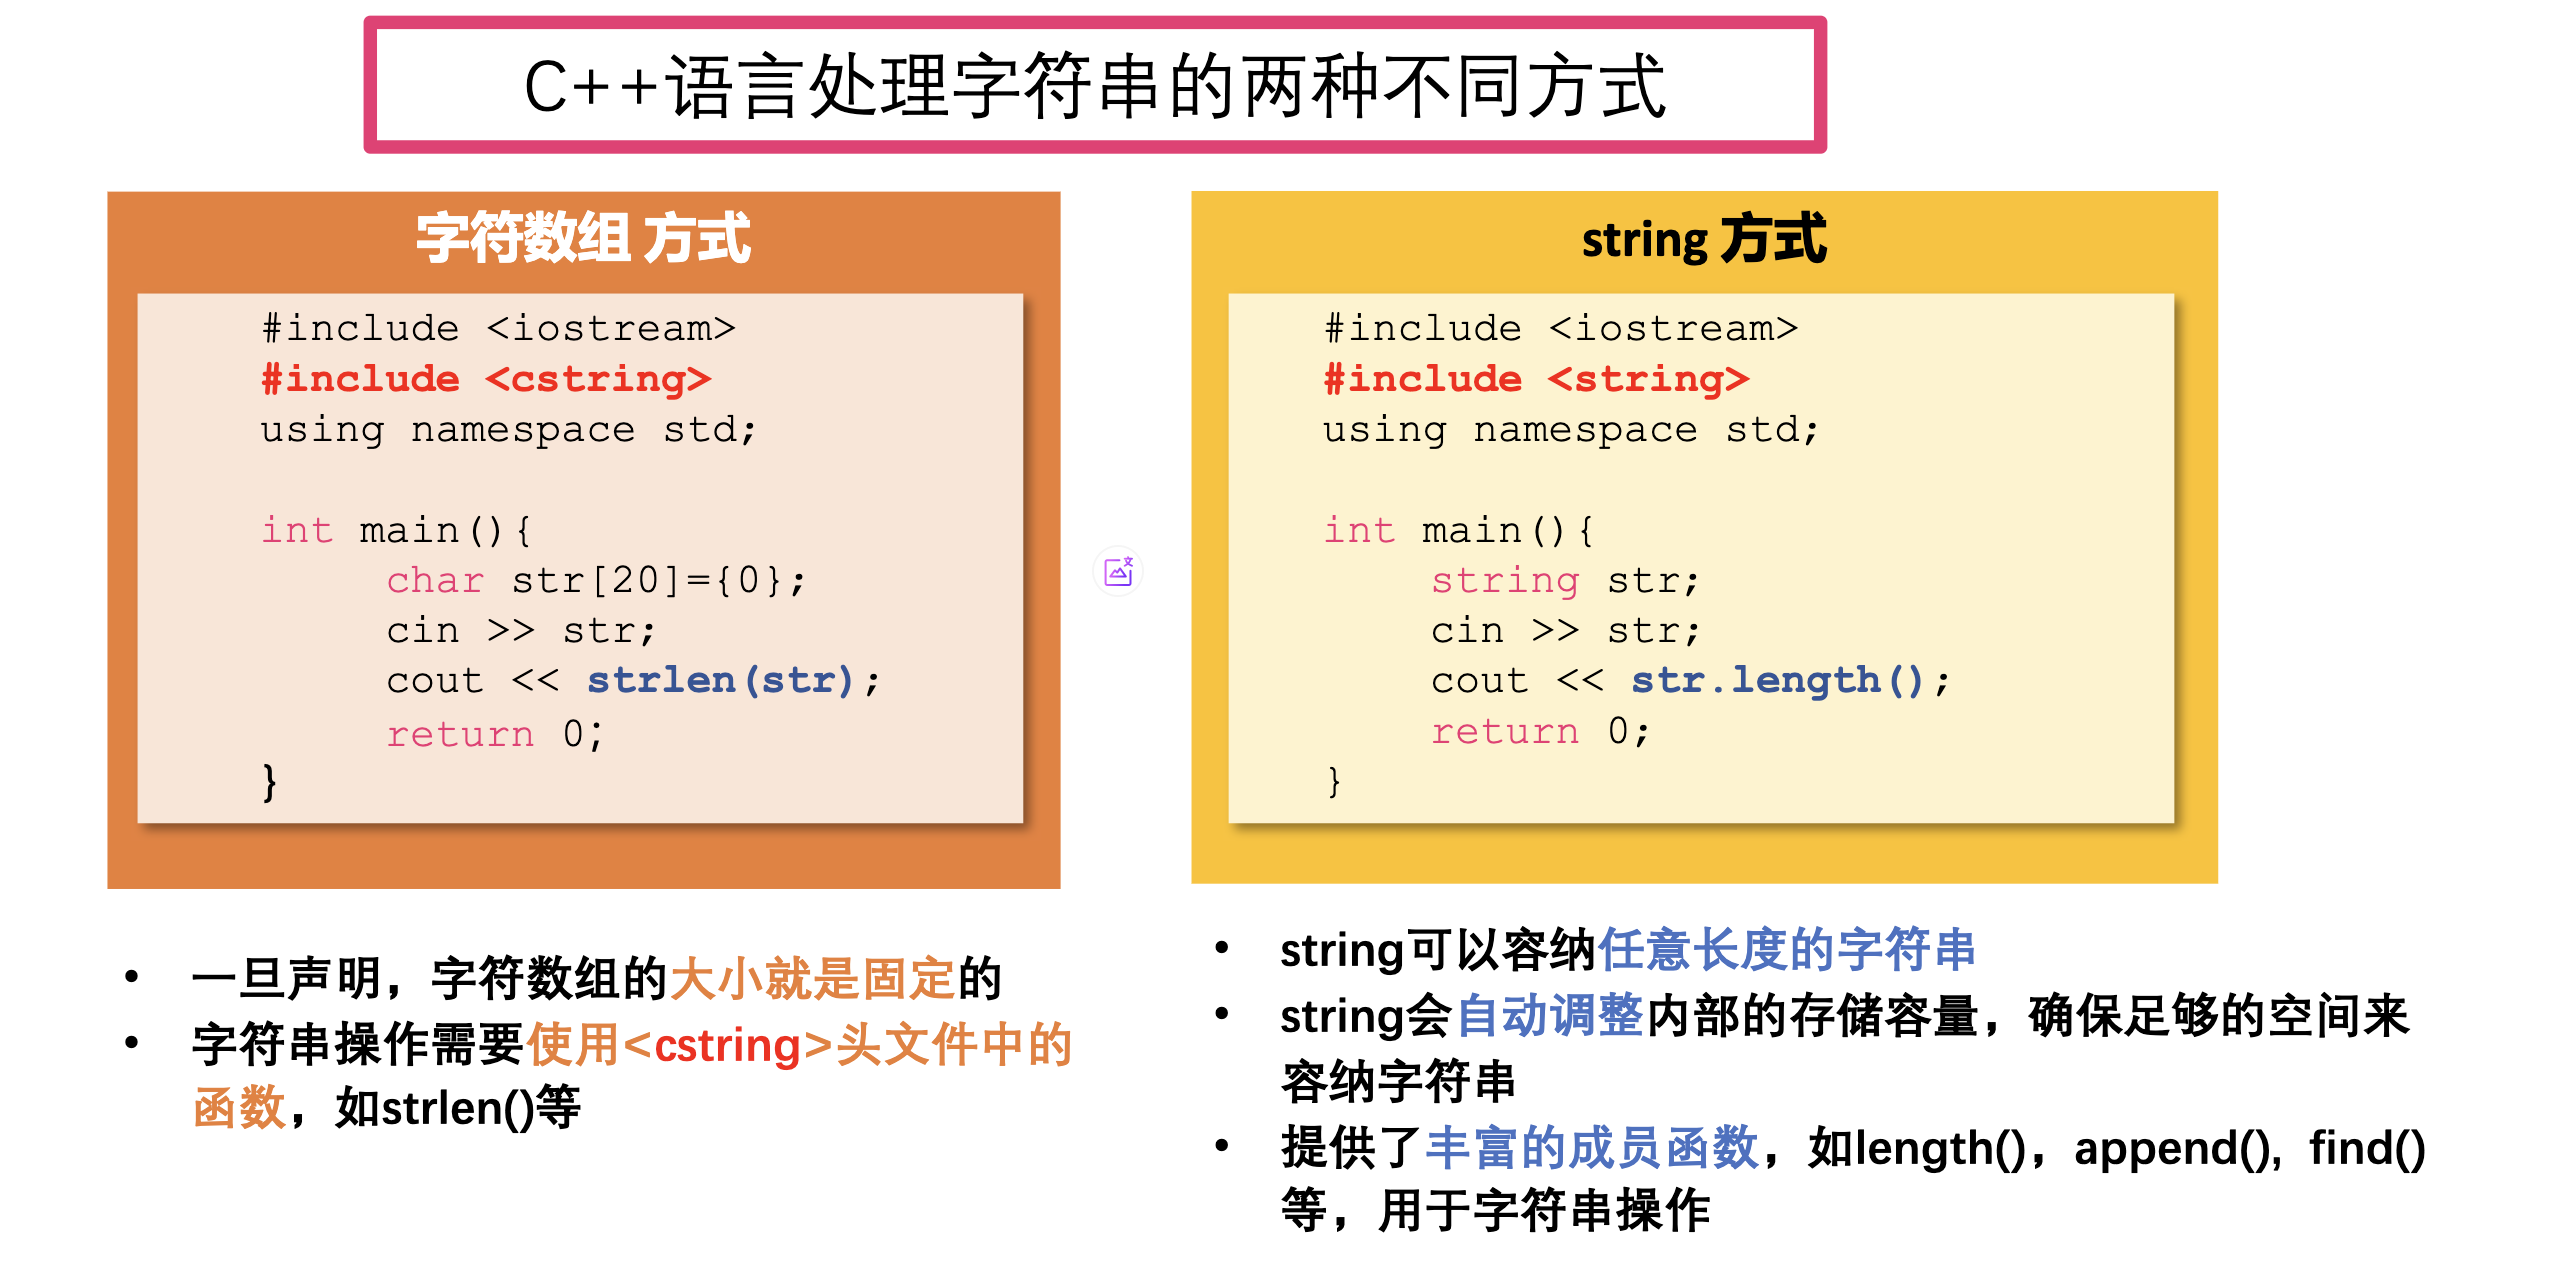 C++语言处理字符串的两种不同方式
字符数组 方式
#include <iostream>
#include <cstring>
using namespace std;
int main(){
char str[20]={0};
cin >> str;
cout << strlen(str);
return 0;
}
• 一旦声明，字符数组的大小就是固定的
• 字符串操作需要使用<cstring>头文件中的
函数，如strlen()等
string 方式
#include <iostream>
#include <string>
using namespace std;
int main(){
string str;
cin >> str;
cout << str.length();
return 0;
}
• string可以容纳任意长度的字符串
• string会自动调整内部的存储容量，确保足够的空间来
容纳字符串
• 提供了丰富的成员函数，如length()，append(), find()
等，用于字符串操作